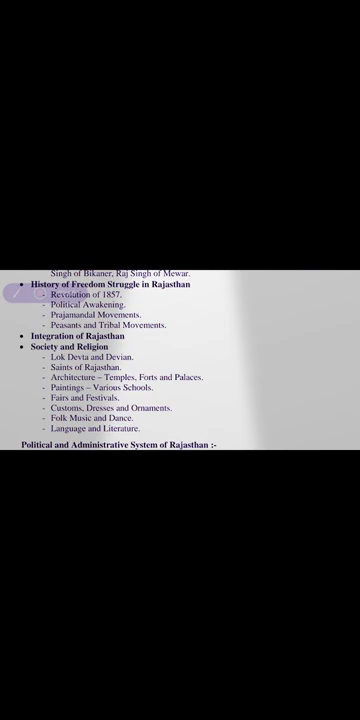 Singh of Bikaner, Raj Singh of Mewar.
• History of Freedom Struggle in Rajasthan
- Revolation of 1857.
- Political Awakening.
- Prajamandal Movements.
- Peasants and Tribal Movements.
• Integration of Rajasthan
• Society and Religion
- Lok Devta and Devian.
- Saints of Rajasthan.
- Architecture – Temples, Forts and Palaces.
- Paintings – Various Schools.
- Fairs and Festivals.
- Customs, Dresses and Ornaments.
- Folk Music and Dance.
- Language and Literature.
Political and Administrative System of Rajasthan :-